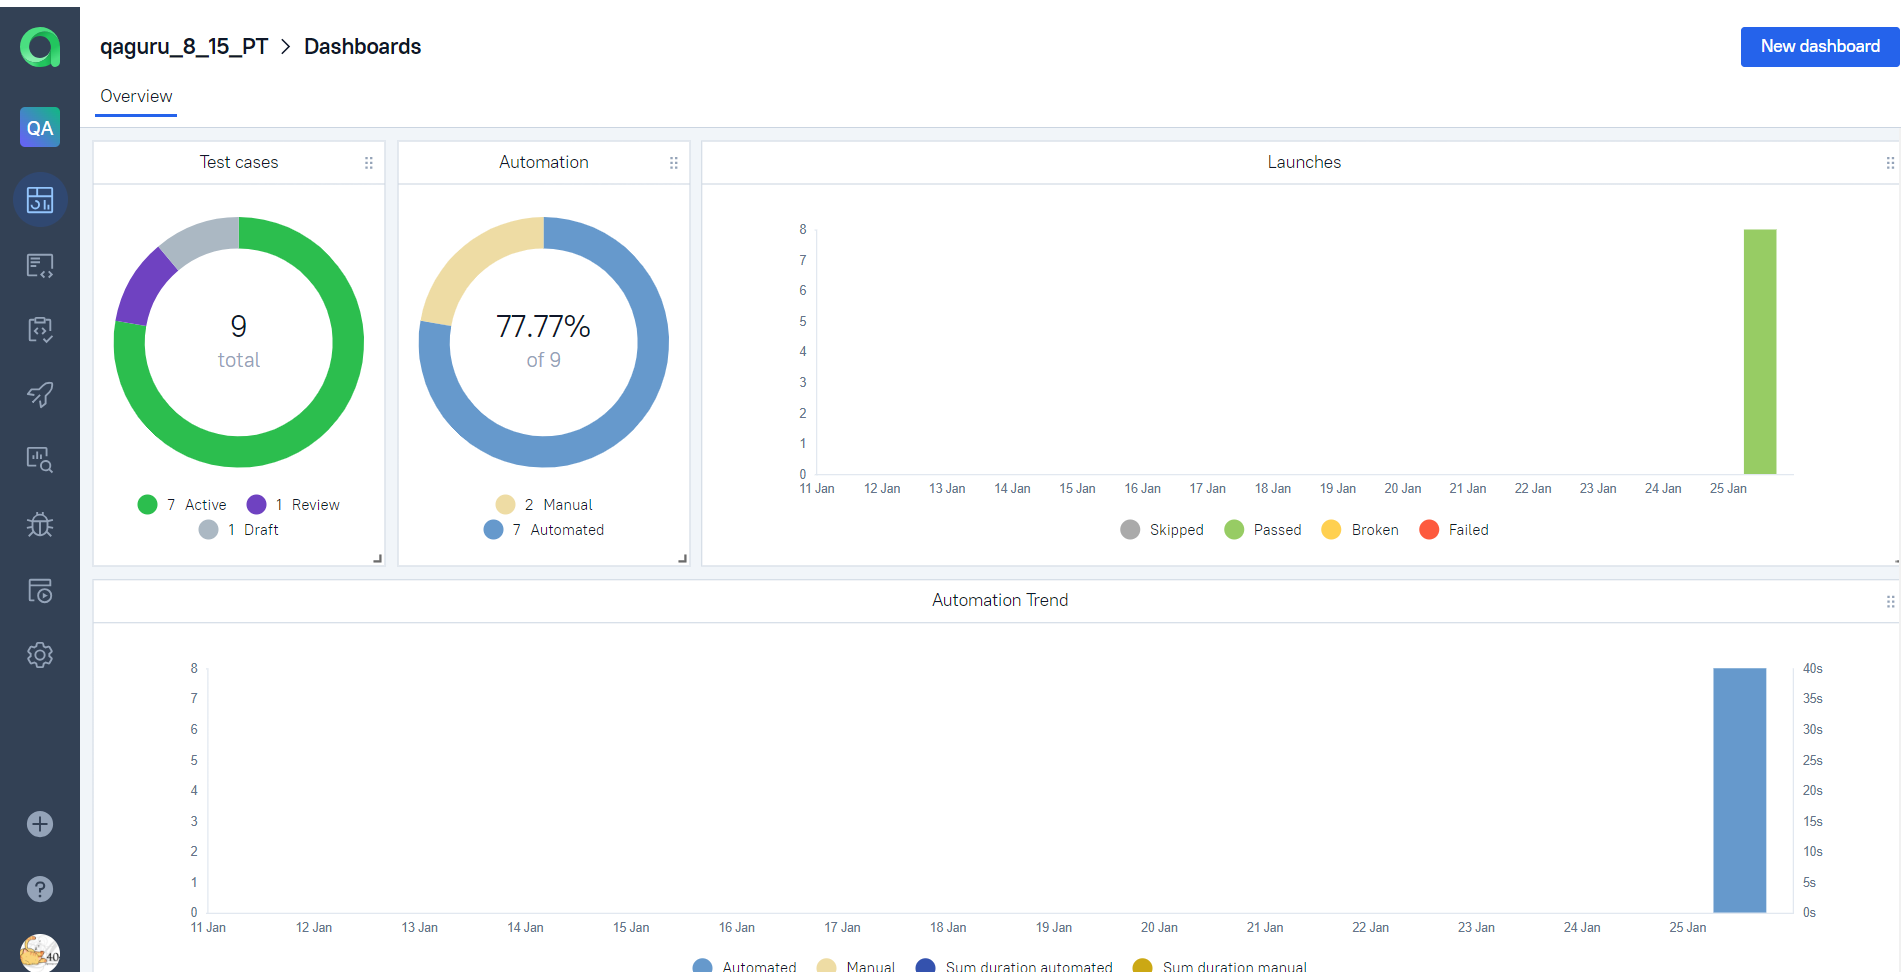 qaguru_8_15_PT > Dashboards
New dashboard
Overview
QA
Test cases
9
total
7 Active
1 Review
1 Draft
Automation
77.77%
of 9
2 Manual
7 Automated
Launches
8
7
6
5
4
3
2
1
0
11 Jan 12 Jan 13 Jan 14 Jan 15 Jan 16 Jan 17 Jan 18 Jan 19 Jan 20 Jan 21 Jan 22 Jan 23 Jan 24 Jan 25 Jan
Skipped Passed Broken Failed
Automation Trend
8 40s
7 35s
6 30s
5 25s
4 20s
3 15s
2 10s
1 5s
0 0s
11 Jan 12 Jan 13 Jan 14 Jan 15 Jan 16 Jan 17 Jan 18 Jan 19 Jan 20 Jan 21 Jan 22 Jan 23 Jan 24 Jan 25 Jan
Automated Manual Sum duration automated Sum duration manual
?
40